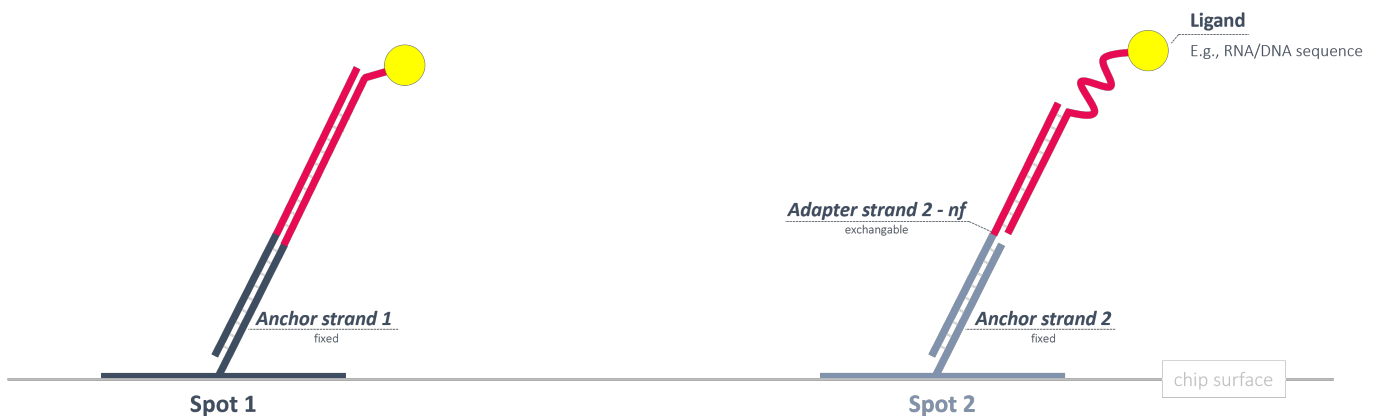 Ligand
E.g., RNA/DNA sequence
Adapter strand 2 - nf
exchangable
Anchor strand 1
fixed
Anchor strand 2
fixed
chip surface
Spot 1
Spot 2